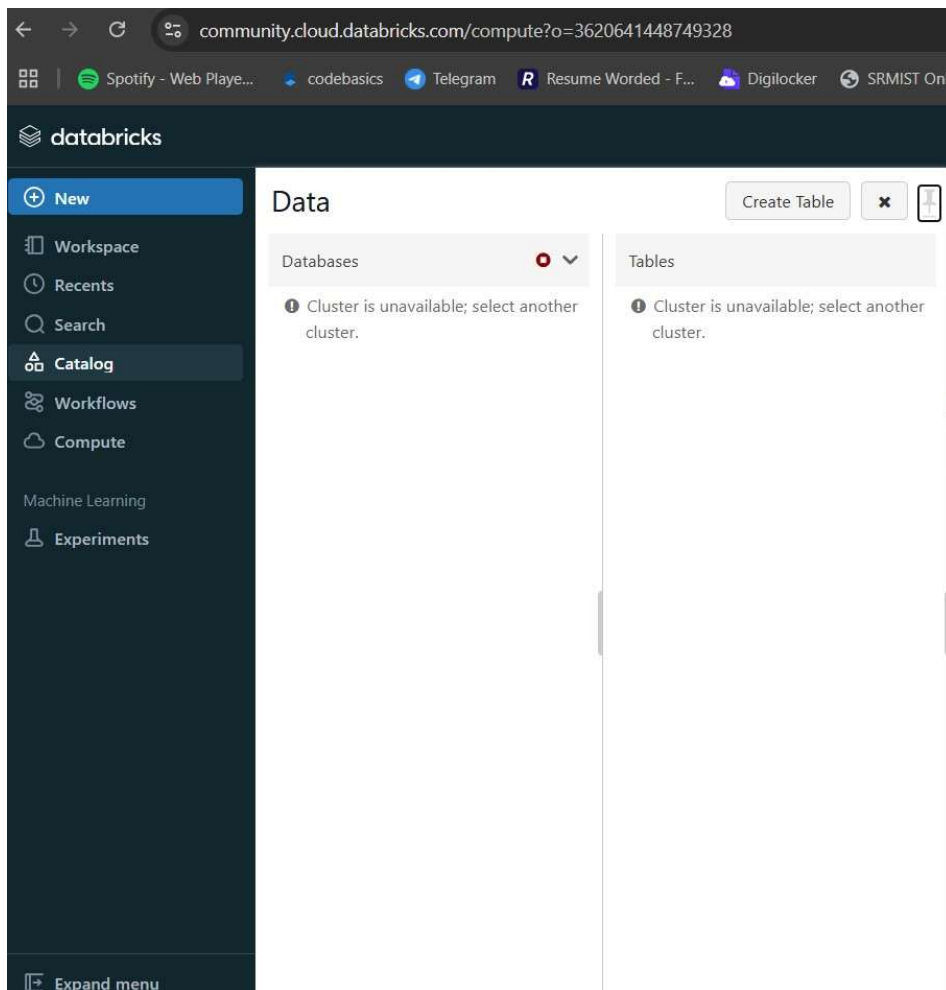 community.cloud.databricks.com/compute?o=3620641448749328
Spotify - Web Playe... codebasics Telegram R Resume Worded - F... Digilocker SRMIST On
databricks
New
Workspace
Recents
Search
Catalog
Workflows
Compute
Machine Learning
Experiments
Expand menu
Data
Create Table
Databases
Cluster is unavailable; select another
cluster.
Tables
Cluster is unavailable; select another
cluster.